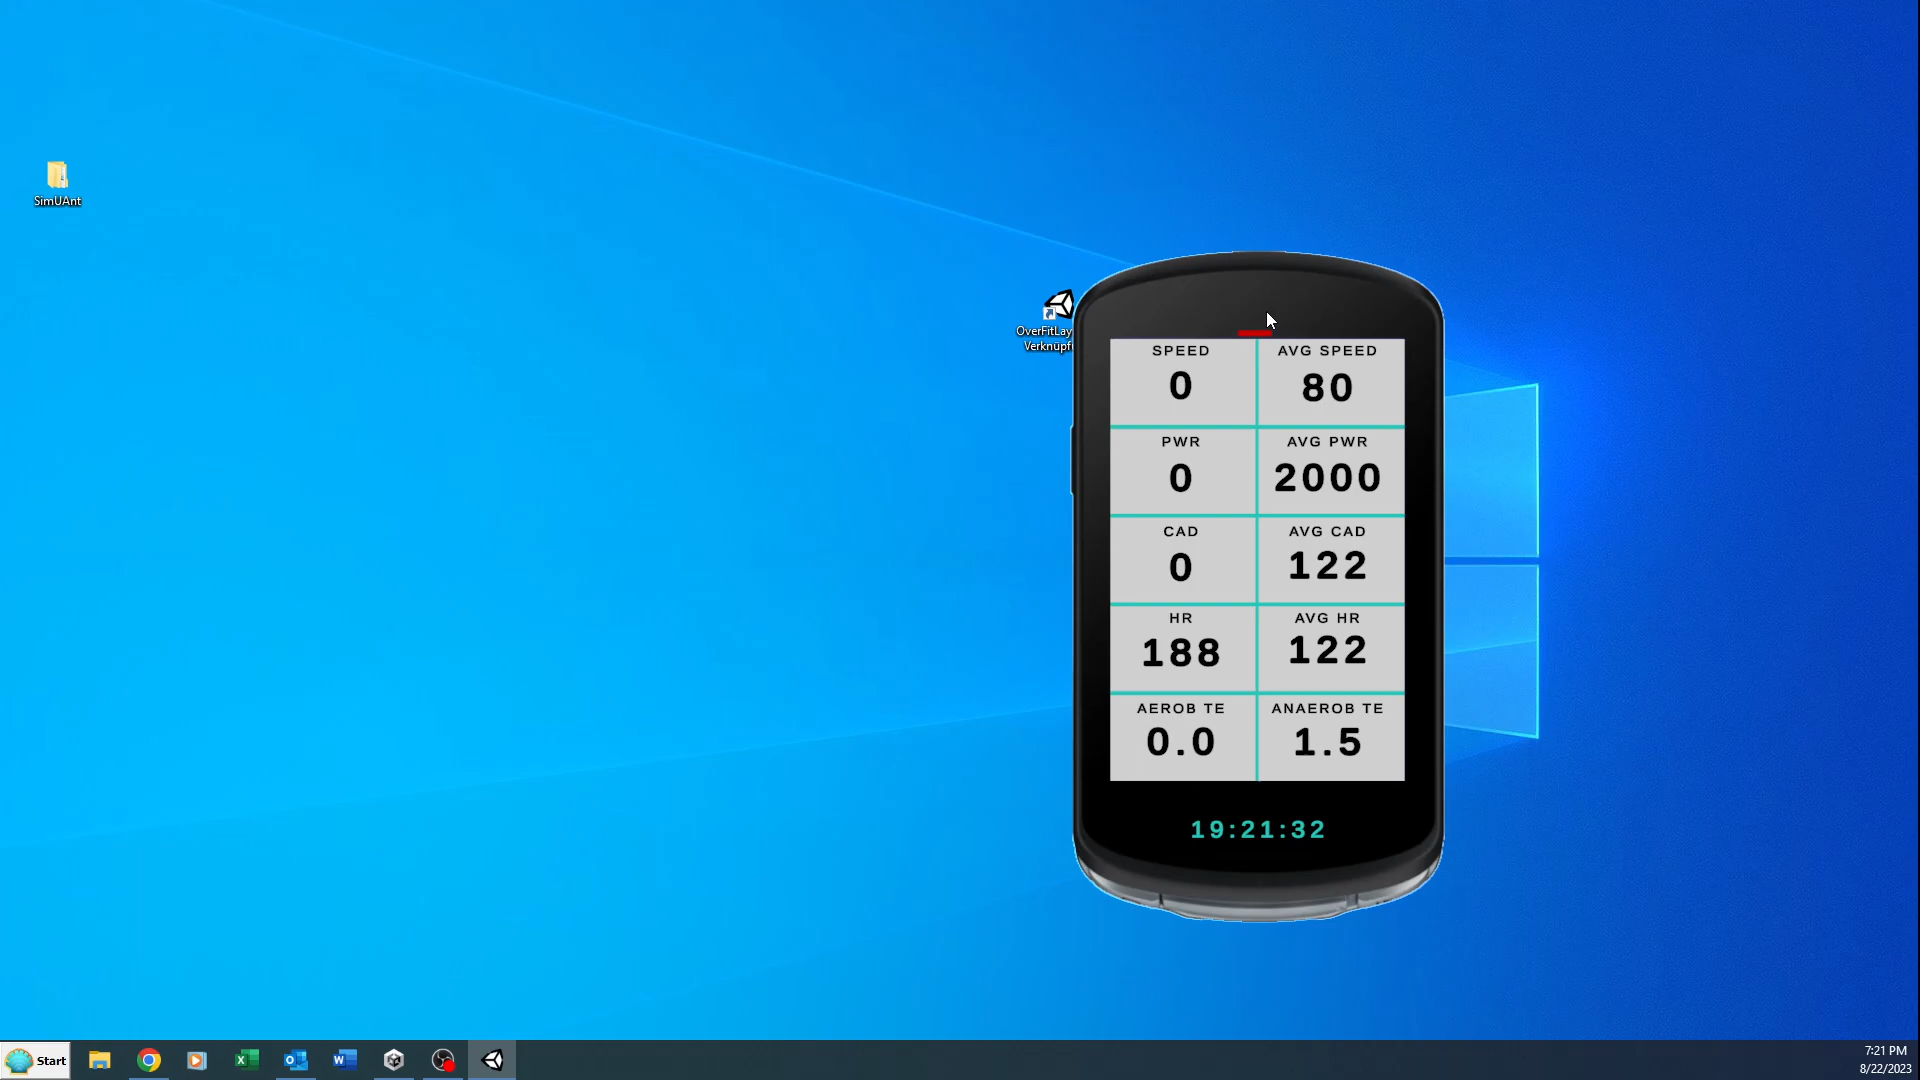 SimUAnt
OverFitLay
Verknüpf
SPEED
0
AVG SPEED
80
PWR
0
AVG PWR
2000
CAD
0
AVG CAD
122
HR
188
AVG HR
122
AEROB TE
0.0
ANAEROB TE
1.5
19:21:32
Start
7:21 PM
8/22/2023